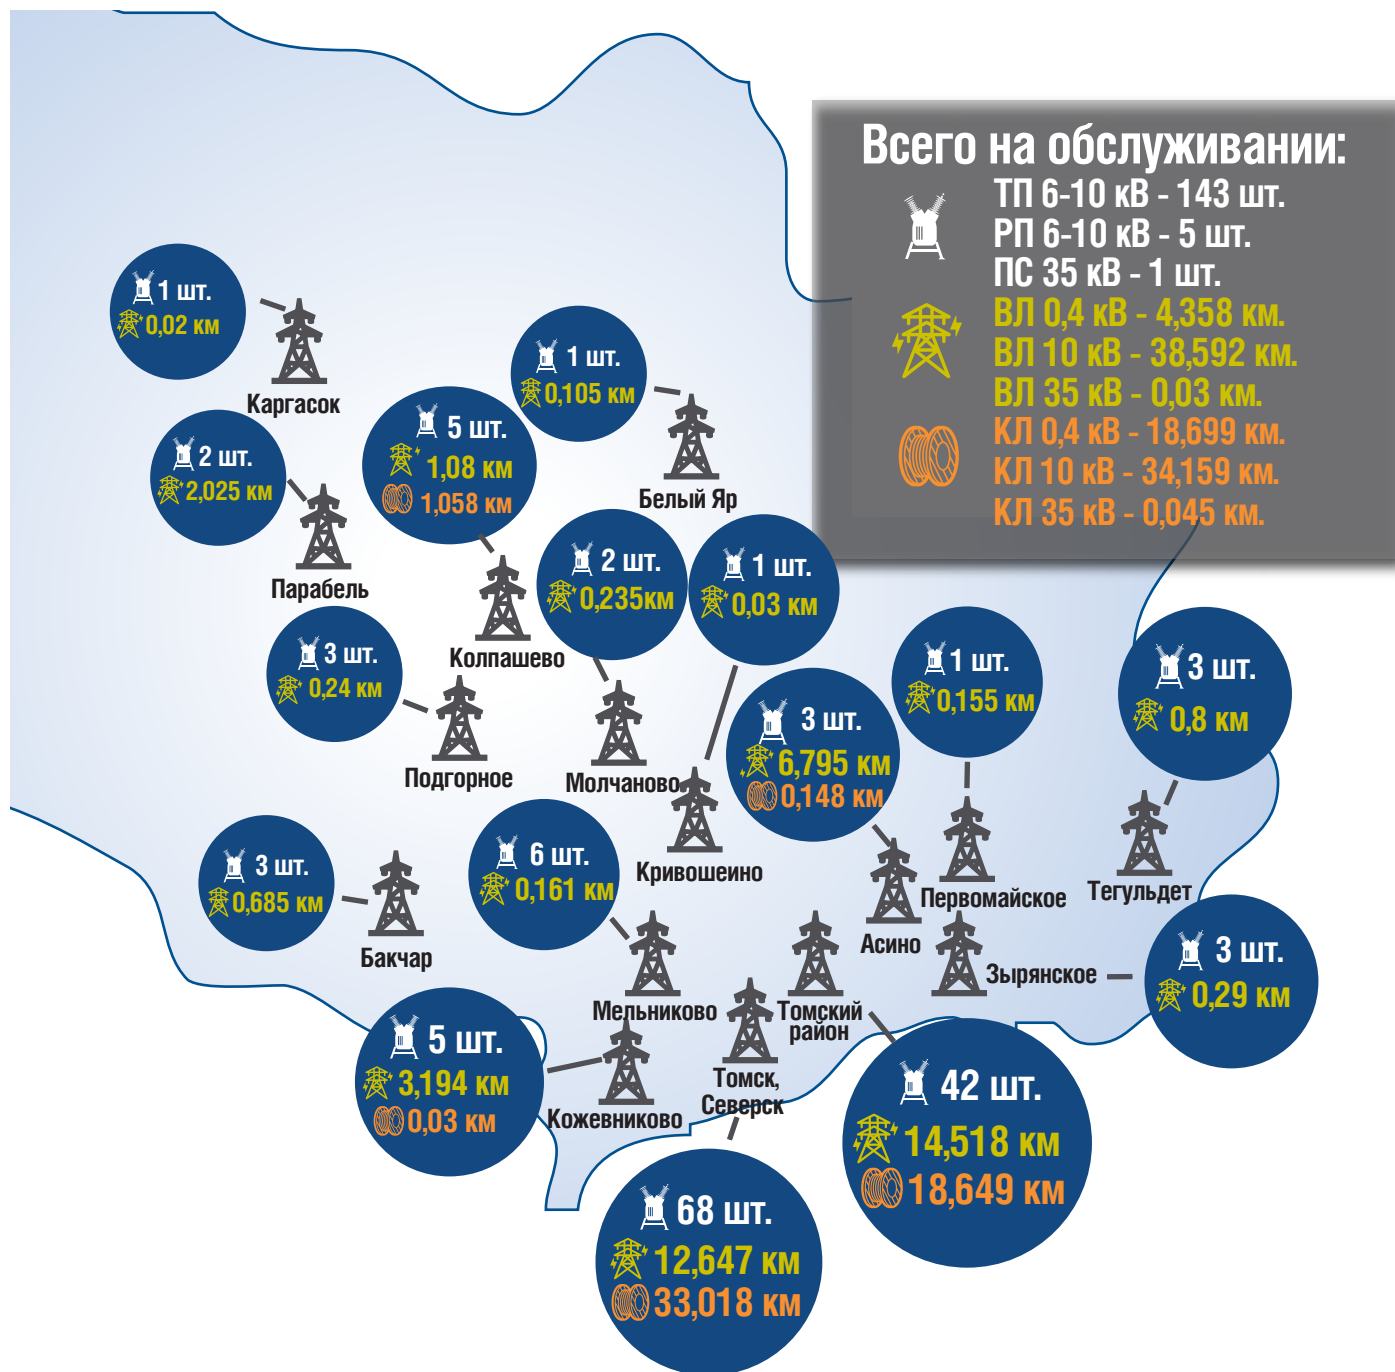 Всего на обслуживании:
ТП 6-10 кВ - 143 шт.
РП 6-10 кВ - 5 шт.
ПС 35 кВ - 1 шт.
ВЛ 0,4 кВ - 4,358 км.
ВЛ 10 кВ - 38,592 км.
ВЛ 35 кВ - 0,03 км.
КЛ 0,4 кВ - 18,699 км.
КЛ 10 кВ - 34,159 км.
КЛ 35 кВ - 0,045 км.
1 шт.
0,02 км
Каргасок
1 шт.
0,105 км
Белый Яр
2 шт.
2,025 км
Парабель
5 шт.
1,08 км
1,058 км
Колпашево
2 шт.
0,235км
Молчаново
1 шт.
0,03 км
Кривошеино
3 шт.
0,24 км
Подгорное
3 шт.
6,795 км
0,148 км
Асино
1 шт.
0,155 км
Первомайское
3 шт.
0,8 км
Тегульдет
3 шт.
0,685 км
Бакчар
6 шт.
0,161 км
Мельниково
3 шт.
0,29 км
Зырянское
5 шт.
3,194 км
0,03 км
Кожевниково
Томский
район
42 шт.
14,518 км
18,649 км
Томск,
Северск
68 шт.
12,647 км
33,018 км